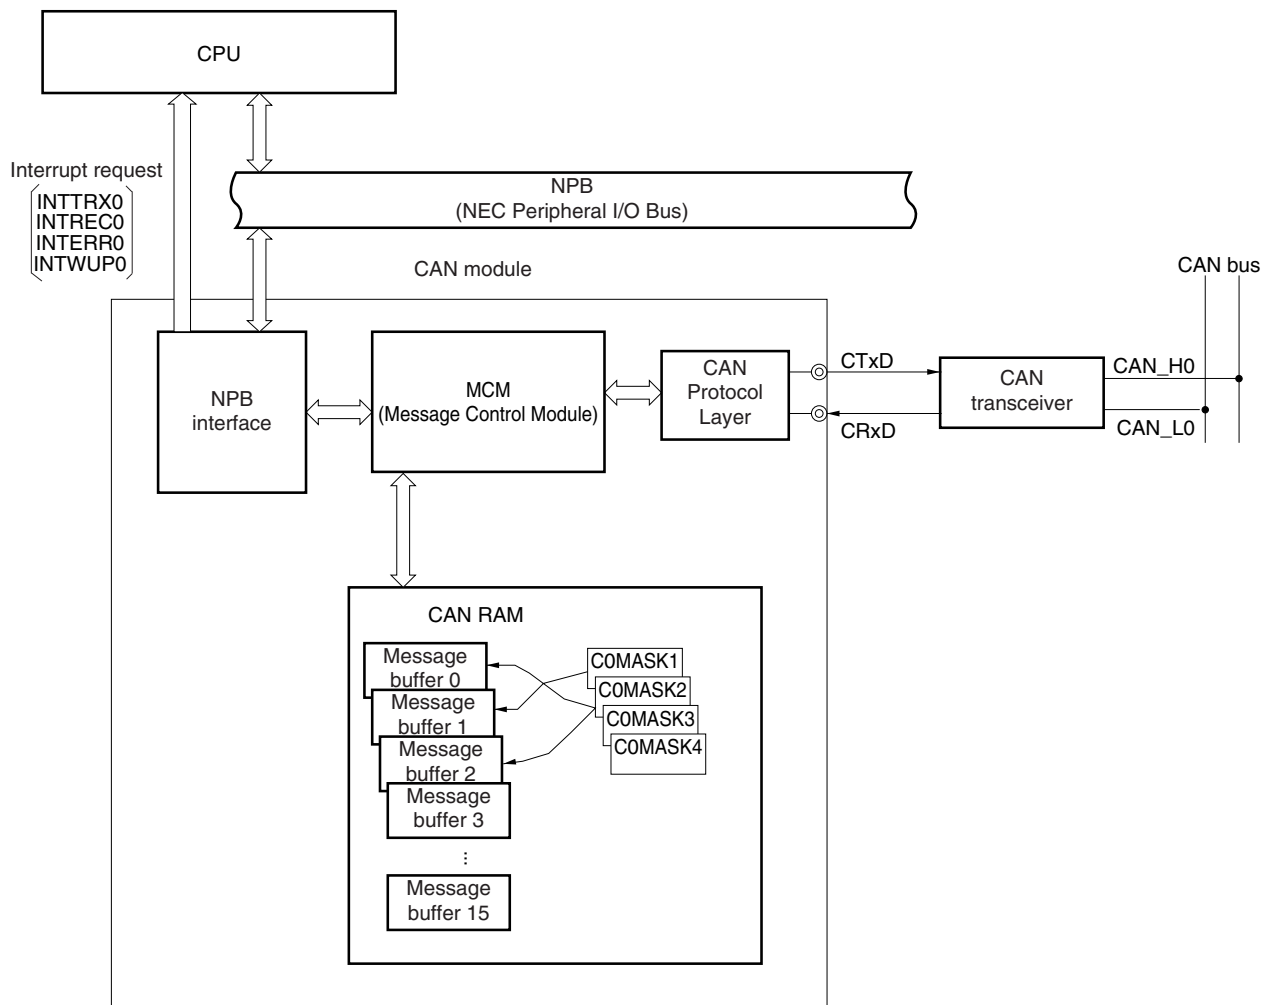 CPU
Interrupt request
INTTRX0
INTREC0
INTERR0
INTWUP0
NPB
(NEC Peripheral I/O Bus)
CAN module
CAN bus
NPB
interface
MCM
(Message Control Module)
CAN
Protocol
Layer
CTxD
CRxD
CAN
transceiver
CAN_H0
CAN_L0
CAN RAM
Message
buffer 0
Message
buffer 1
Message
buffer 2
Message
buffer 3
...
Message
buffer 15
C0MASK1
C0MASK2
C0MASK3
C0MASK4